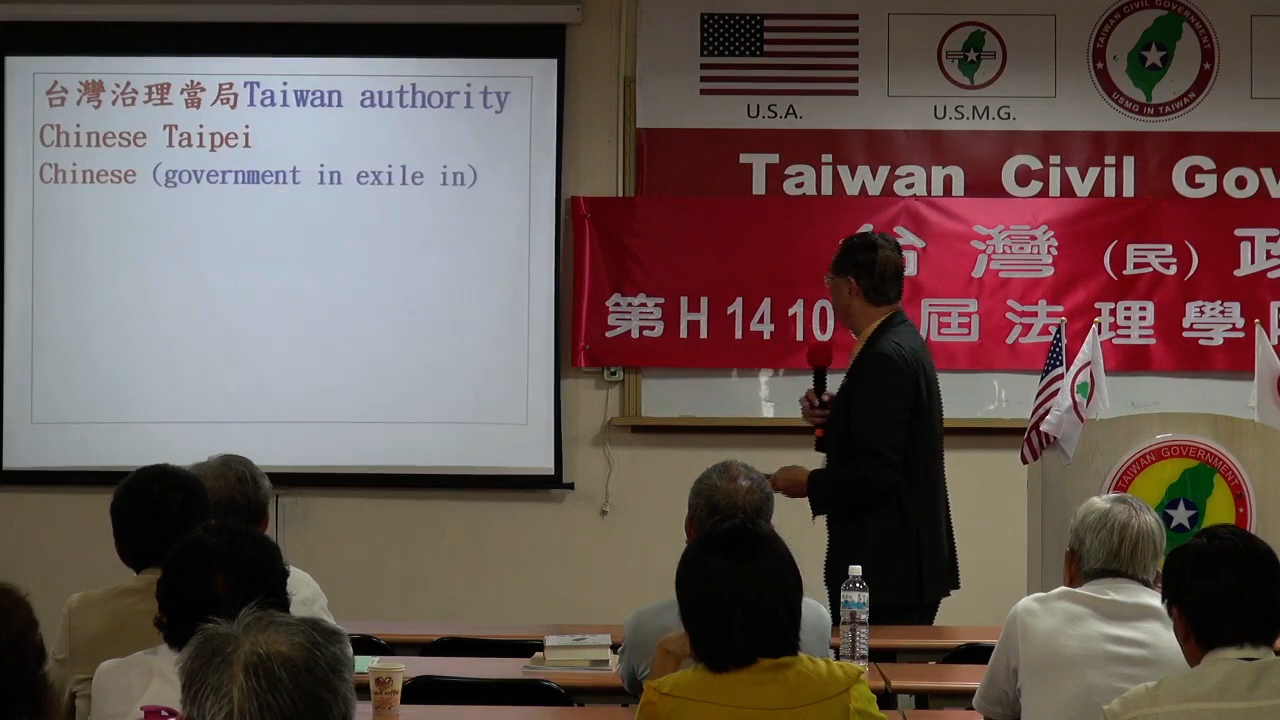 台灣治理當局Taiwan authority
Chinese Taipei
Chinese (government in exile in)
U.S.A.
U.S.M.G.
TAIWAN CIVIL GOVERNMENT
USMG IN TAIWAN
Taiwan Civil Gov
台灣(民)政
第H1410 屆法理學
TAIWAN GOVERNMENT